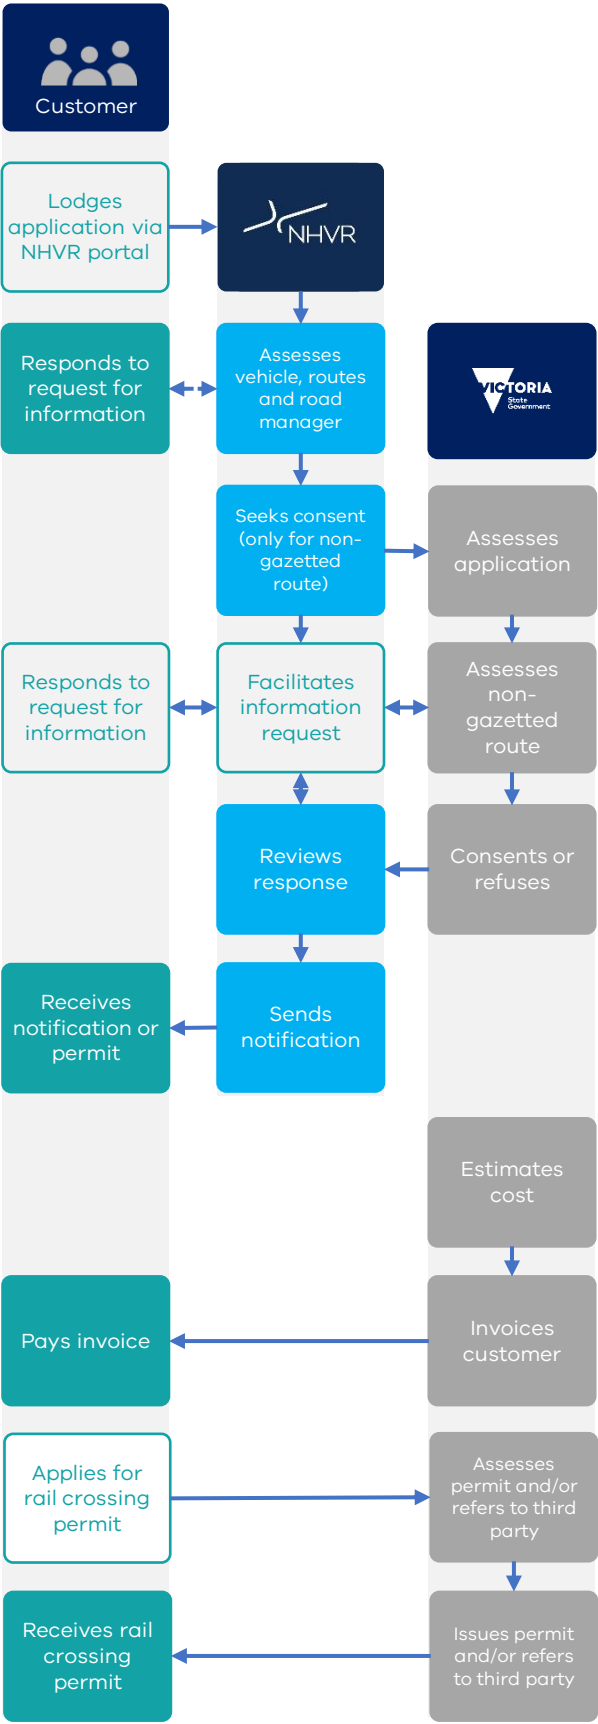 Customer
Lodges
application via
NHVR portal
NHVR
Responds to
request for
information
Assesses
vehicle, routes
and road
manager
VICTORIA
State
Government
Seeks consent
(only for non-
gazetted
route)
Assesses
application
Responds to
request for
information
Facilitates
information
request
Assesses
non-
gazetted
route
Reviews
response
Consents or
refuses
Receives
notification or
permit
Sends
notification
Estimates
cost
Pays invoice
Invoices
customer
Applies for
rail crossing
permit
Assesses
permit and/or
refers to third
party
Receives rail
crossing
permit
Issues permit
and/or refers
to third party